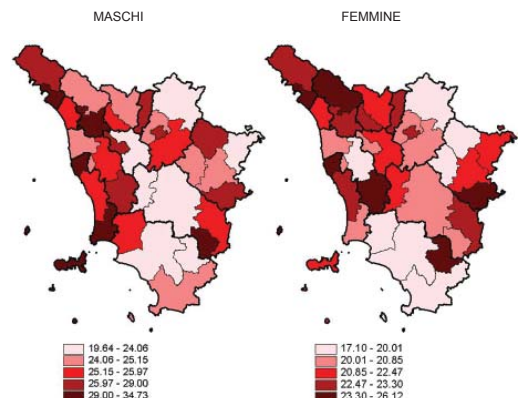 MASCHI
FEMMINE
19.64 - 24.06
24.06 - 25.15
25.15 - 25.97
25.97 - 29.00
29.00 - 34.73
17.10 - 20.01
20.01 - 20.85
20.85 - 22.47
22.47 - 23.30
23.30 - 26.12